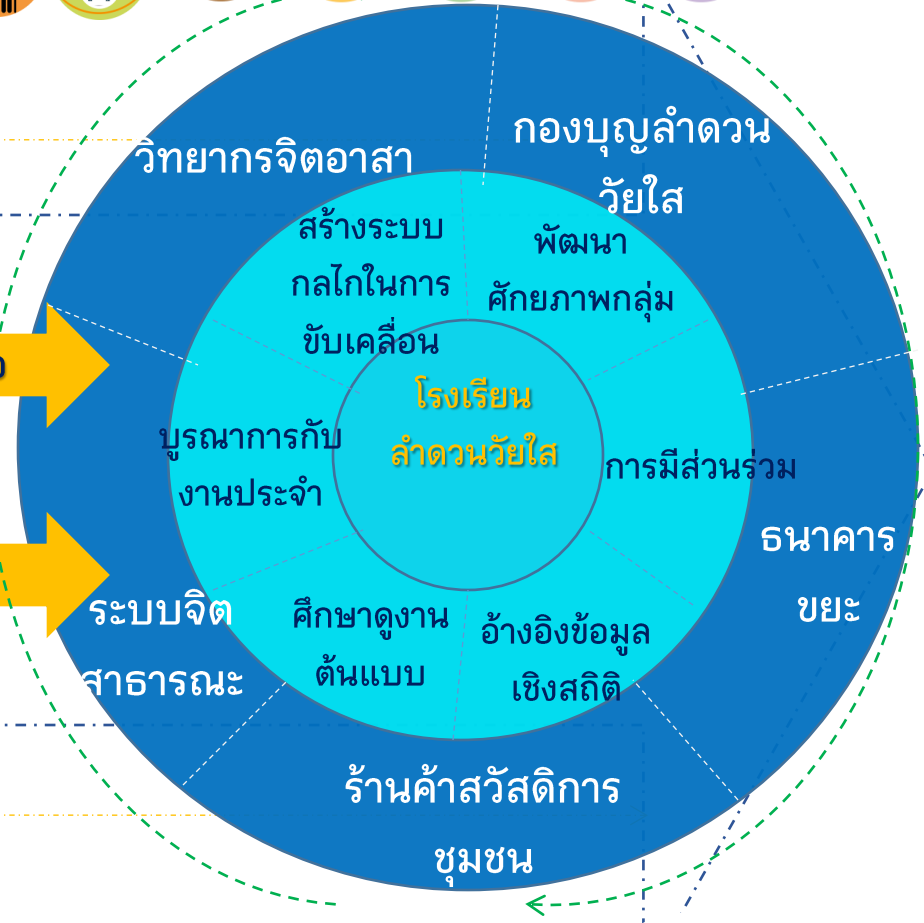 วิทยากรจิตอาสา
กองบุญลำดวน
วัยใส
สร้างระบบ
กลไกในการ
ขับเคลื่อน
พัฒนา
ศักยภาพกลุ่ม
โรงเรียน
ลำดวนวัยใส
บูรณาการกับ
งานประจำ
การมีส่วนร่วม
ธนาคาร
ขยะ
ระบบจิต
สาธารณะ
ศึกษาดูงาน
ต้นแบบ
อ้างอิงข้อมูล
เชิงสถิติ
ร้านค้าสวัสดิการ
ชุมชน